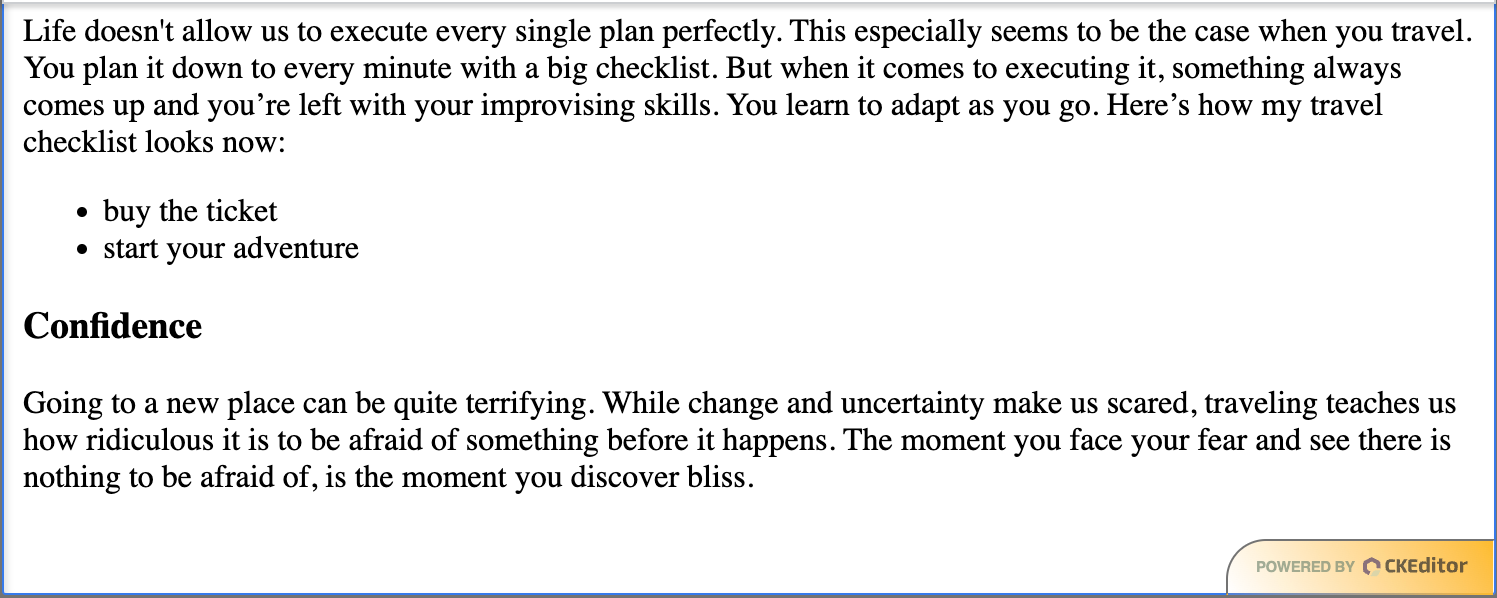 Life doesn't allow us to execute every single plan perfectly. This especially seems to be the case when you travel.
You plan it down to every minute with a big checklist. But when it comes to executing it, something always
comes up and you’re left with your improvising skills. You learn to adapt as you go. Here’s how my travel
checklist looks now:
• buy the ticket
• start your adventure
Confidence
Going to a new place can be quite terrifying. While change and uncertainty make us scared, traveling teaches us
how ridiculous it is to be afraid of something before it happens. The moment you face your fear and see there is
nothing to be afraid of, is the moment you discover bliss.
POWERED BY CKEditor